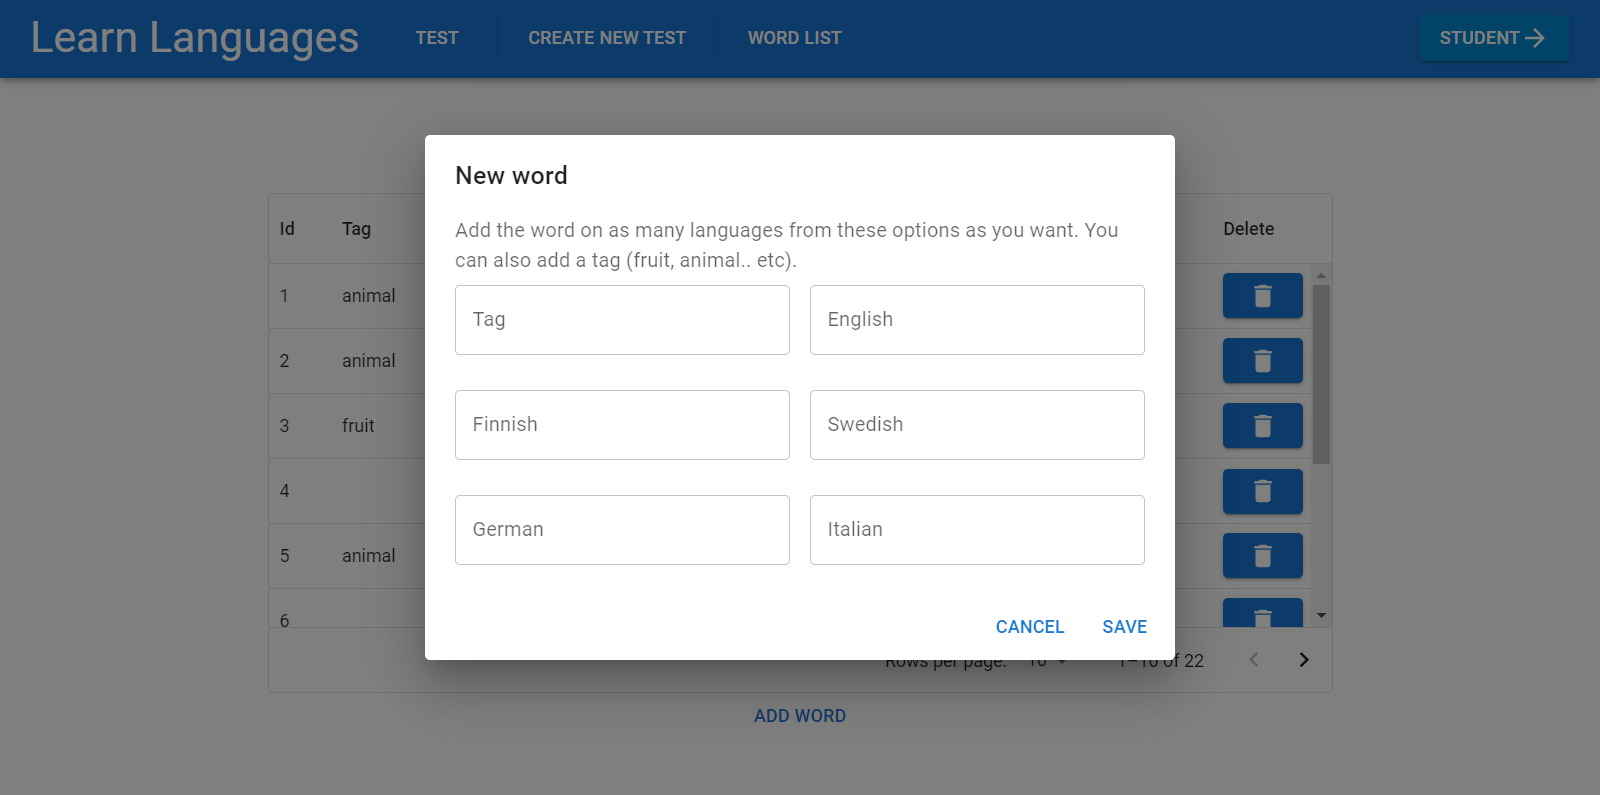 Learn Languages TEST CREATE NEW TEST WORD LIST STUDENT
New word
Add the word on as many languages from these options as you want. You
can also add a tag (fruit, animal.. etc).
Tag English
Finnish Swedish
German Italian
CANCEL SAVE
Id Tag Delete
1 animal
2 animal
3 fruit
4
5 animal
6
Rows per page: 10 1–10 of 22
ADD WORD